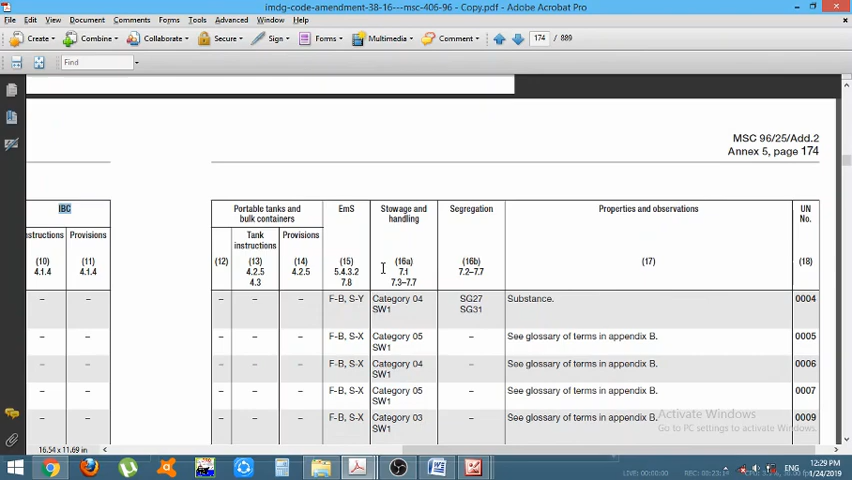 imdg-code-amendment-38-16---msc-406-96 - Copy.pdf - Adobe Acrobat Pro
File Edit View Document Comments Forms Tools Advanced Window Help
Create Combine Collaborate Secure Sign Forms Multimedia Comment 174 / 889
Find
MSC 96/25/Add.2
Annex 5, page 174
IBC
structions Provisions
(10) (11)
4.1.4 4.1.4
Portable tanks and bulk containers EmS Stowage and handling Segregation Properties and observations UN No.
Tank instructions Provisions
(12) (13) (14) (15) (16a) (16b) (17) (18)
4.2.5 4.2.5 5.4.3.2 7.1 7.2–7.7
4.3 7.8 7.3–7.7
– – – – – F-B, S-Y Category 04 SG27 Substance. 0004
SW1 SG31
– – – – – F-B, S-X Category 05 – See glossary of terms in appendix B. 0005
SW1
– – – – – F-B, S-X Category 04 – See glossary of terms in appendix B. 0006
SW1
– – – – – F-B, S-X Category 05 – See glossary of terms in appendix B. 0007
SW1
– – – – – F-B, S-X Category 03 – See glossary of terms in appendix B. 0009
SW1
Activate Windows
Go to PC settings to activate Windows.
16.54 x 11.69 in
ENG
12:29 PM
1/24/2019